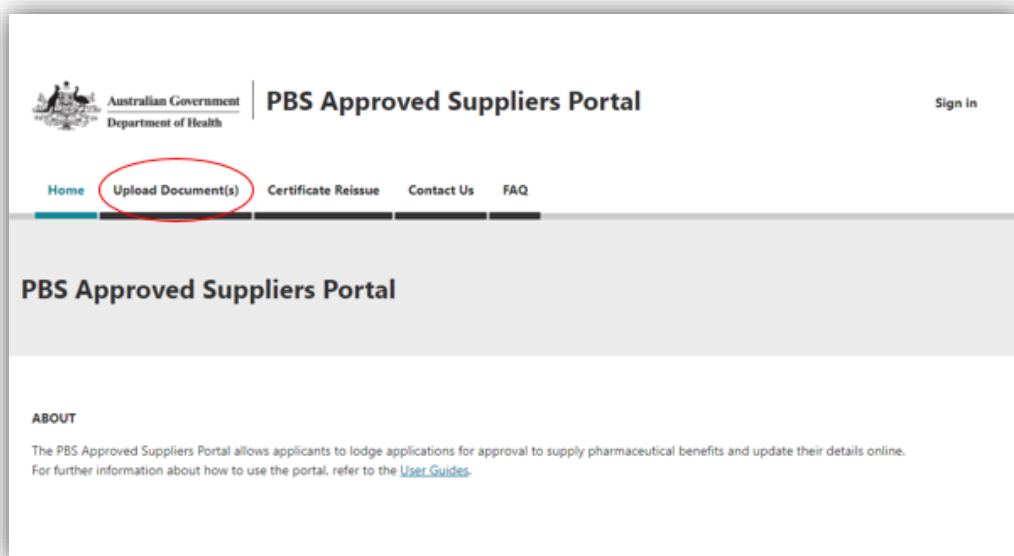 Australian Government
Department of Health
PBS Approved Suppliers Portal
Sign in
Home Upload Document(s) Certificate Reissue Contact Us FAQ
PBS Approved Suppliers Portal
ABOUT
The PBS Approved Suppliers Portal allows applicants to lodge applications for approval to supply pharmaceutical benefits and update their details online.
For further information about how to use the portal, refer to the User Guides.